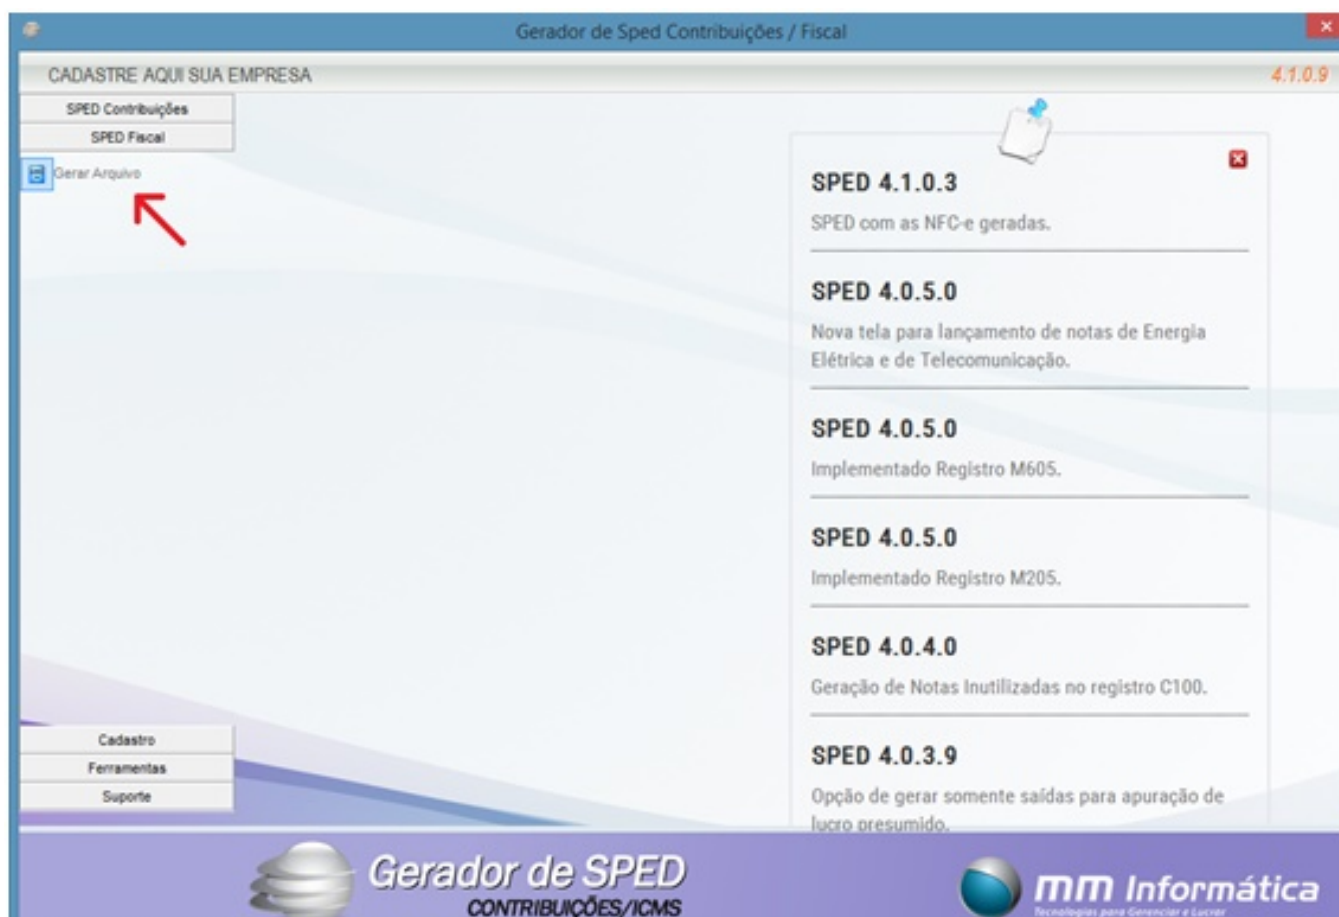 Gerador de Sped Contribuições / Fiscal
CADASTRE AQUI SUA EMPRESA
4.1.0.9
SPED Contribuições
SPED Fiscal
Gerar Arquivo
SPED 4.1.0.3
SPED com as NFC-e geradas.
SPED 4.0.5.0
Nova tela para lançamento de notas de Energia
Elétrica e de Telecomunicação.
SPED 4.0.5.0
Implementado Registro M605.
SPED 4.0.5.0
Implementado Registro M205.
SPED 4.0.4.0
Geração de Notas Inutilizadas no registro C100.
SPED 4.0.3.9
Opção de gerar somente saídas para apuração de
lucro presumido.
Cadastro
Ferramentas
Suporte
Gerador de SPED
CONTRIBUIÇÕES/ICMS
mm Informática
Tecnologias para Gerenciar e Lucrar